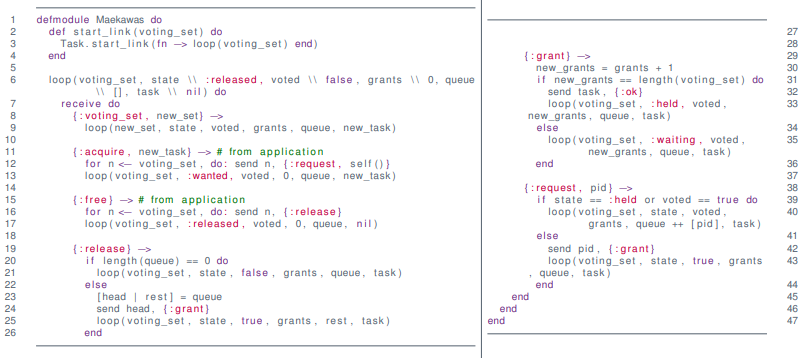 1 defmodule Maekawas do
2 def start_link(voting_set) do
3 Task.start_link(fn —> loop(voting_set) end)
4 end
5
6 loop(voting_set, state \\ :released, voted \\ false, grants \\ 0, queue
\\ [], task \\ nil) do
7 receive do
8 {:voting_set, new_set} —>
9 loop(new_set, state, voted, grants, queue, new_task)
10
11 {:acquire, new_task} —> # from application
12 for n <— voting_set, do: send n, {:request, self()}
13 loop(voting_set, :wanted, voted, 0, queue, new_task)
14
15 {:free} —> # from application
16 for n <— voting_set, do: send n, {:release}
17 loop(voting_set, :released, voted, 0, queue, nil)
18
19 {:release} —>
20 if length(queue) == 0 do
21 loop(voting_set, state, false, grants, queue, task)
22 else
23 [head | rest] = queue
24 send head, {:grant}
25 loop(voting_set, state, true, grants, rest, task)
26 end
27
28
{:grant} —> 29
new_grants = grants + 1 30
if new_grants == length(voting_set) do 31
send task, {:ok} 32
loop(voting_set, :held, voted, 33
new_grants, queue, task)
else 34
loop(voting_set, :waiting, voted, 35
new_grants, queue, task)
end 36
37
{:request, pid} —> 38
if state == :held or voted == true do 39
loop(voting_set, state, voted, 40
grants, queue ++ [pid], task)
else 41
send pid, {:grant} 42
loop(voting_set, state, true, grants 43
, queue, task)
end 44
end 45
end 46
end 47